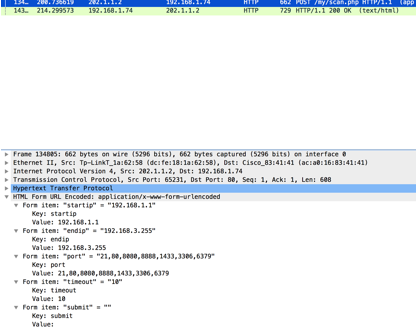 134... 200.736619 202.1.1.2 192.168.1.74 HTTP 662 POST /my/scan.php HTTP/1.1 (app
143... 214.299573 192.168.1.74 202.1.1.2 HTTP 729 HTTP/1.1 200 OK (text/html)
Frame 134805: 662 bytes on wire (5296 bits), 662 bytes captured (5296 bits) on interface 0
Ethernet II, Src: Tp-LinkT_1a:62:58 (dc:fe:18:1a:62:58), Dst: Cisco_83:41:41 (ac:a0:16:83:41:41)
Internet Protocol Version 4, Src: 202.1.1.2, Dst: 192.168.1.74
Transmission Control Protocol, Src Port: 65231, Dst Port: 80, Seq: 1, Ack: 1, Len: 608
Hypertext Transfer Protocol
HTML Form URL Encoded: application/x-www-form-urlencoded
Form item: "startip" = "192.168.1.1"
Key: startip
Value: 192.168.1.1
Form item: "endip" = "192.168.3.255"
Key: endip
Value: 192.168.3.255
Form item: "port" = "21,80,8080,8888,1433,3306,6379"
Key: port
Value: 21,80,8080,8888,1433,3306,6379
Form item: "timeout" = "10"
Key: timeout
Value: 10
Form item: "submit" = ""
Key: submit
Value: